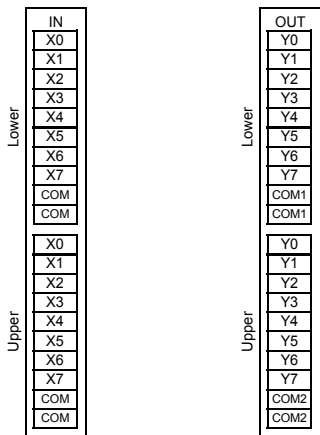 IN
Lower
X0
X1
X2
X3
X4
X5
X6
X7
COM
COM
Upper
X0
X1
X2
X3
X4
X5
X6
X7
COM
COM
OUT
Lower
Y0
Y1
Y2
Y3
Y4
Y5
Y6
Y7
COM1
COM1
Upper
Y0
Y1
Y2
Y3
Y4
Y5
Y6
Y7
COM2
COM2